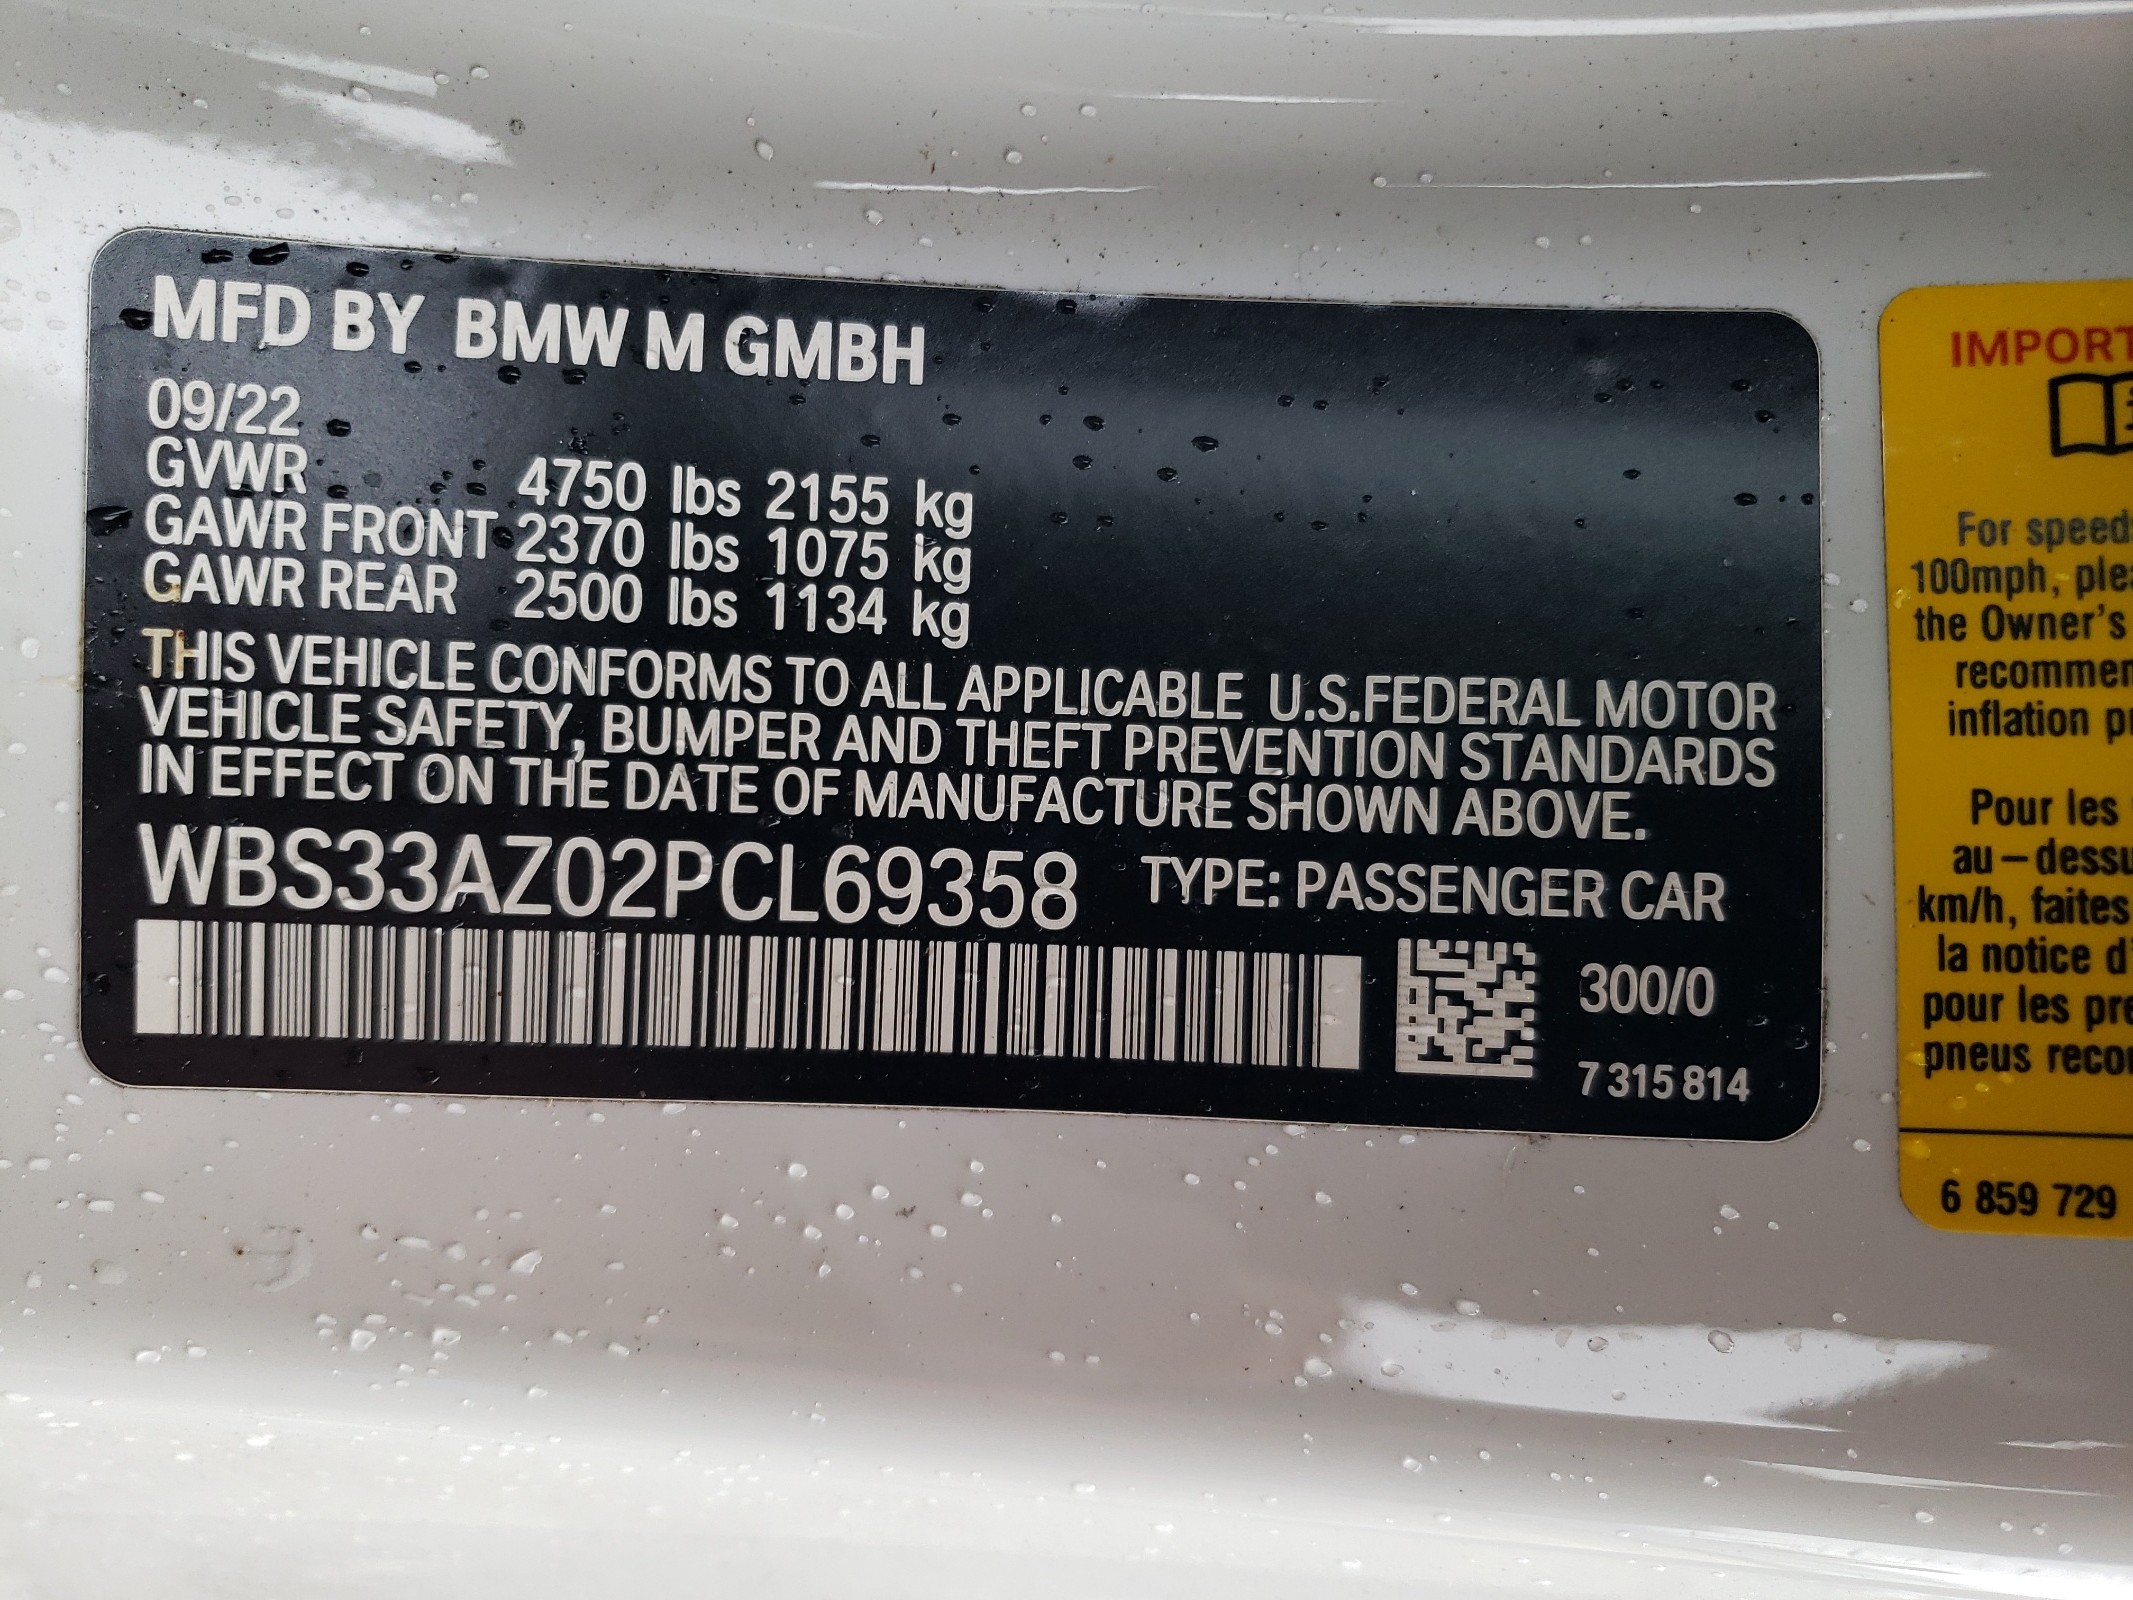 MFD BY BMW M GMBH
09/22
GVWR 4750 lbs 2155 kg
GAWR FRONT 2370 lbs 1075 kg
GAWR REAR 2500 lbs 1134 kg
THIS VEHICLE CONFORMS TO ALL APPLICABLE U.S.FEDERAL MOTOR
VEHICLE SAFETY, BUMPER AND THEFT PREVENTION STANDARDS
IN EFFECT ON THE DATE OF MANUFACTURE SHOWN ABOVE.
WBS33AZ02PCL69358 TYPE: PASSENGER CAR
300/0
7 315 814
IMPORT
For speed
100mph, plea
the Owner's
recommen
inflation p
Pour les
au-dessu
km/h, faites
la notice d'
pour les pre
pneus reco
6 859 729